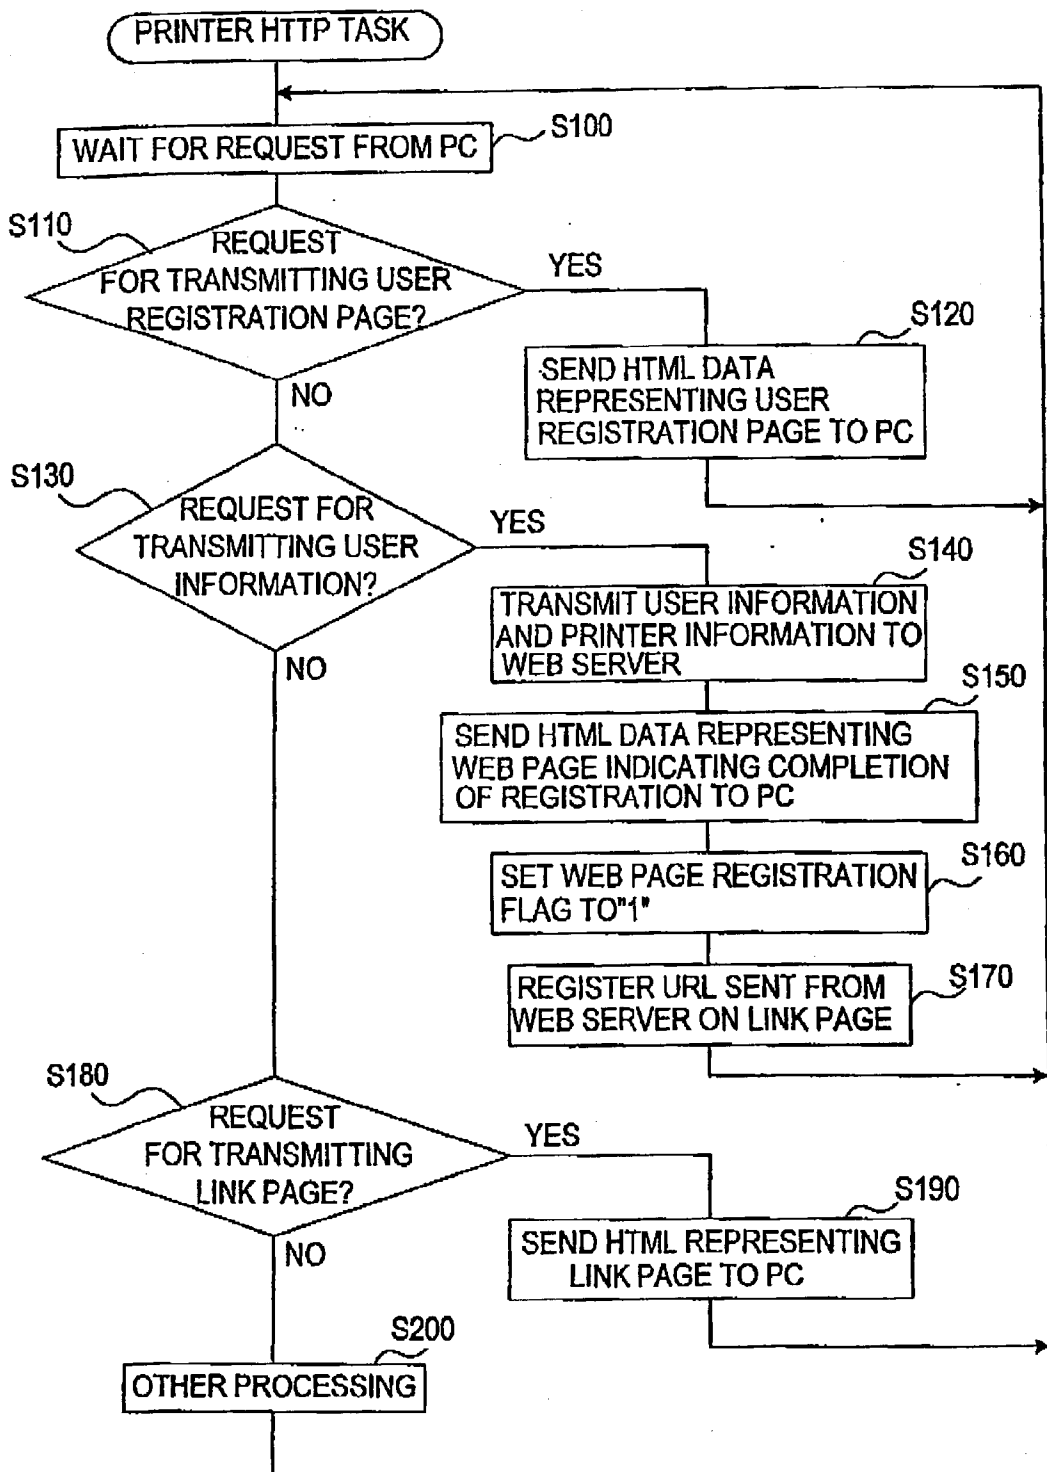 PRINTER HTTP TASK
WAIT FOR REQUEST FROM PC
S100
S110
REQUEST
FOR TRANSMITTING USER
REGISTRATION PAGE?
YES
NO
S120
SEND HTML DATA
REPRESENTING USER
REGISTRATION PAGE TO PC
S130
REQUEST FOR
TRANSMITTING USER
INFORMATION?
YES
NO
S140
TRANSMIT USER INFORMATION
AND PRINTER INFORMATION TO
WEB SERVER
S150
SEND HTML DATA REPRESENTING
WEB PAGE INDICATING COMPLETION
OF REGISTRATION TO PC
S160
SET WEB PAGE REGISTRATION
FLAG TO"1"
S170
REGISTER URL SENT FROM
WEB SERVER ON LINK PAGE
S180
REQUEST
FOR TRANSMITTING
LINK PAGE?
YES
NO
S190
SEND HTML REPRESENTING
LINK PAGE TO PC
S200
OTHER PROCESSING